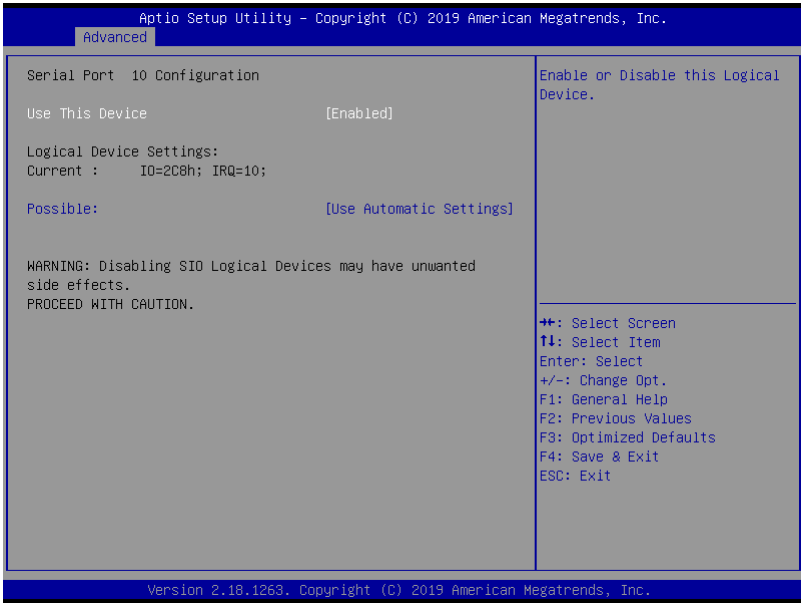 Aptio Setup Utility – Copyright (C) 2019 American Megatrends, Inc.
Advanced
Serial Port 10 Configuration
Use This Device [Enabled]
Logical Device Settings:
Current : IO=2C8h; IRQ=10;
Possible: [Use Automatic Settings]
WARNING: Disabling SIO Logical Devices may have unwanted
side effects.
PROCEED WITH CAUTION.
Enable or Disable this Logical
Device.
→←: Select Screen
↑↓: Select Item
Enter: Select
+/-: Change Opt.
F1: General Help
F2: Previous Values
F3: Optimized Defaults
F4: Save & Exit
ESC: Exit
Version 2.18.1263. Copyright (C) 2019 American Megatrends, Inc.